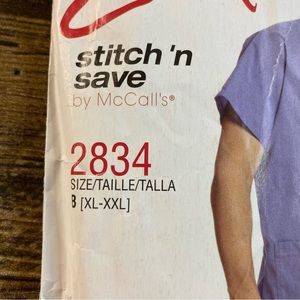 stitch 'n
save
by McCall's®
2834
SIZE/TAILLE/TALLA
B [XL-XXL]